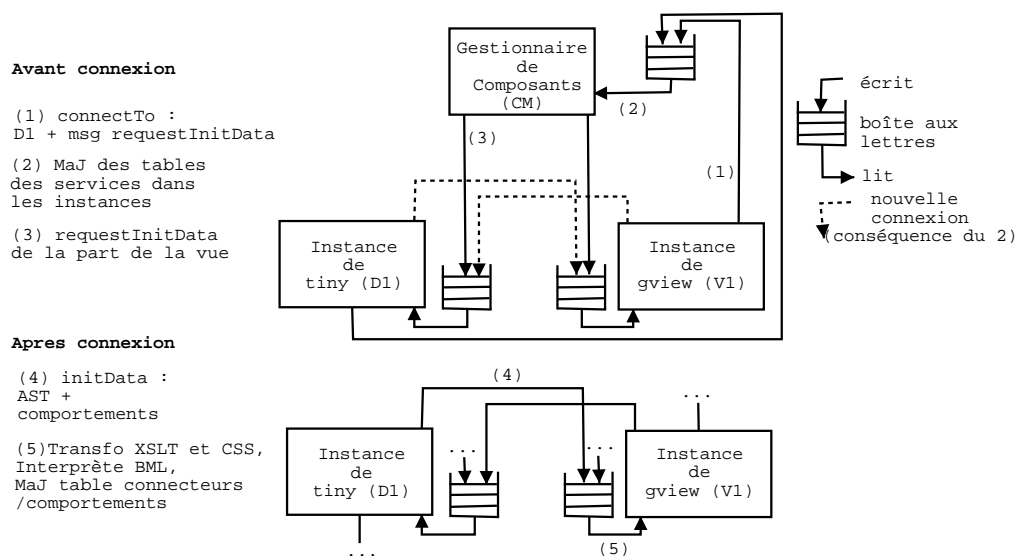 Avant connexion
(1) connectTo :
D1 + msg requestInitData
(2) MaJ des tables
des services dans
les instances
(3) requestInitData
de la part de la vue
Gestionnaire
de
Composants
(CM)
(2)
(3)
(1)
Instance
de
tiny (D1)
Instance
de
gview (V1)
écrit
boîte aux
lettres
lit
nouvelle
connexion
(conséquence du 2)
Apres connexion
(4) initData :
AST +
comportements
(5)Transfo XSLT et CSS,
Interprète BML,
MaJ table connecteurs
/comportements
(4)
...
Instance
de
tiny (D1)
...
...
Instance
de
gview (V1)
...
(5)